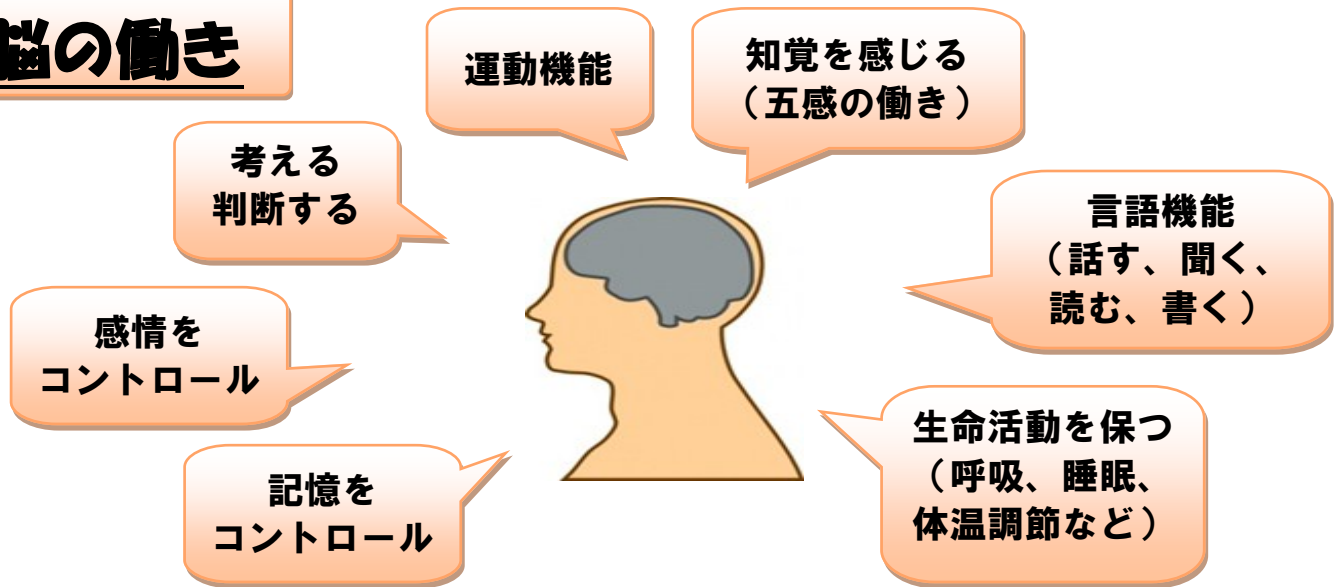 脳の働き
運動機能
知覚を感じる
（五感の働き）
考える
判断する
言語機能
（話す、聞く、
読む、書く）
感情を
コントロール
生命活動を保つ
（呼吸、睡眠、
体温調節など）
記憶を
コントロール